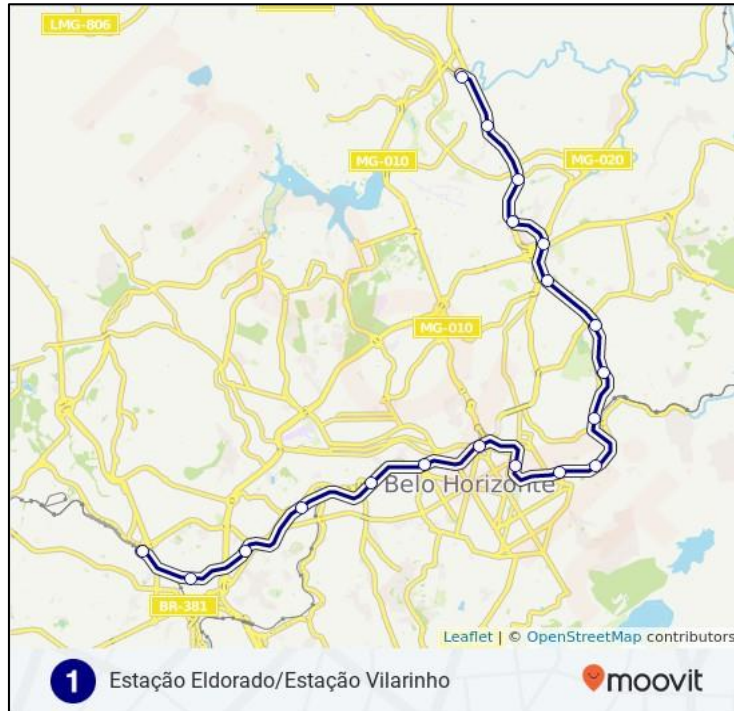 LMG-806
MG-010
MG-020
MG-010
Belo Horizonte
BR-381
Leaflet | © OpenStreetMap contributors
1 Estação Eldorado/Estação Vilarinho moovit